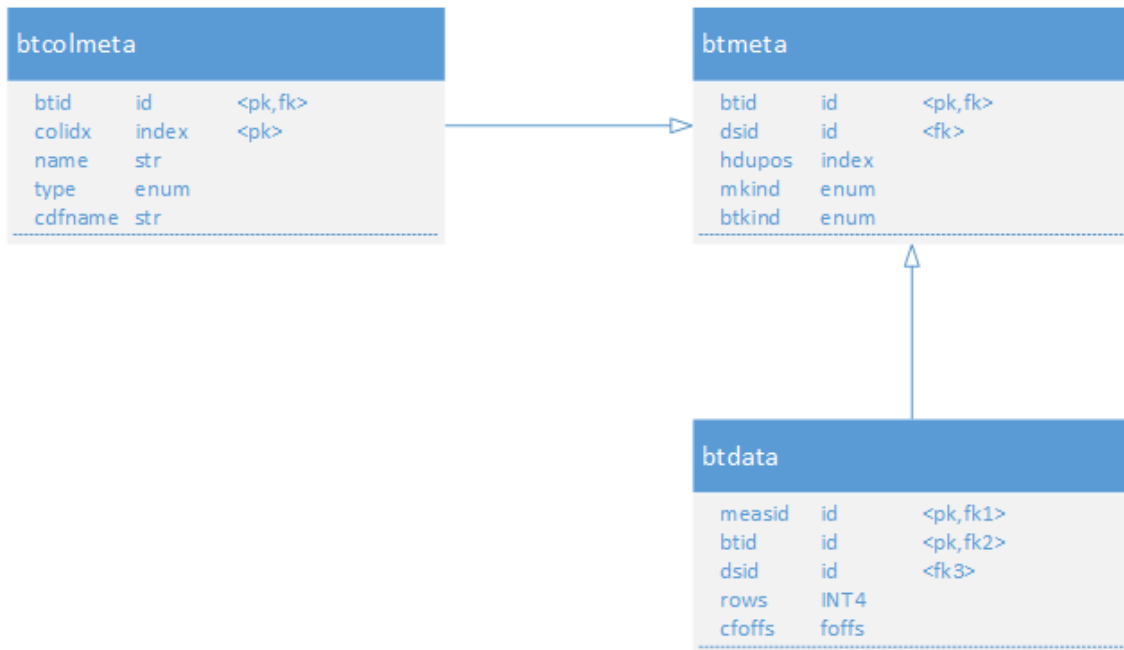 btcolmeta
btid id <pk,fk>
colidx index <pk>
name str
type enum
cdfname str
btmeta
btid id <pk,fk>
dsid id <fk>
hdupos index
mkind enum
btkind enum
btdata
measid id <pk,fk1>
btid id <pk,fk2>
dsid id <fk3>
rows INT4
cfoffs foffs